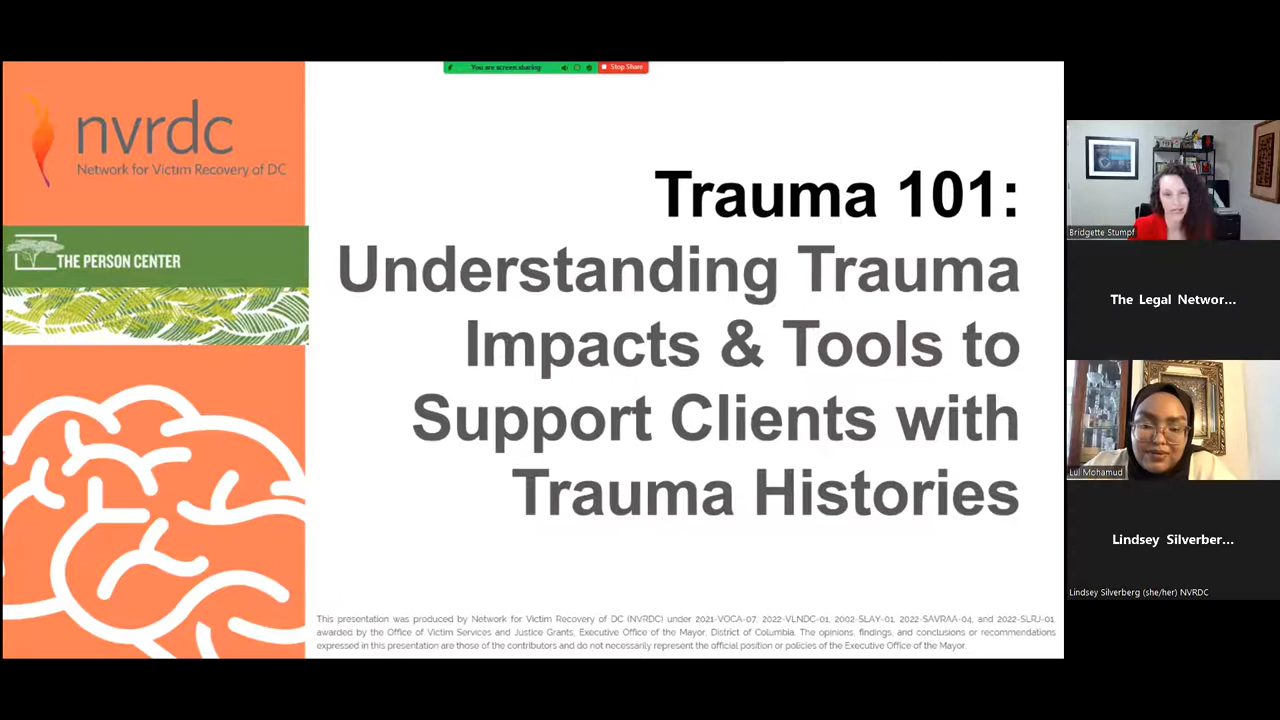 You are screen sharing
Stop Share
nvrdc
Network for Victim Recovery of DC
THE PERSON CENTER
Trauma 101:
Understanding Trauma
Impacts & Tools to
Support Clients with
Trauma Histories
This presentation was produced by Network for Victim Recovery of DC (NVRDC) under 2021-VOCA-07, 2022-VLNDC-01, 2002-SLAY-01, 2022-SAVRAA-04, and 2022-SLRJ-01,
awarded by the Office of Victim Services and Justice Grants, Executive Office of the Mayor, District of Columbia. The opinions, findings, and conclusions or recommendations
expressed in this presentation are those of the contributors and do not necessarily represent the official position or policies of the Executive Office of the Mayor.
Bridgette Stumpf
The Legal Networ...
Lul Mohamud
Lindsey Silverber...
Lindsey Silverberg (she/her) NVRDC